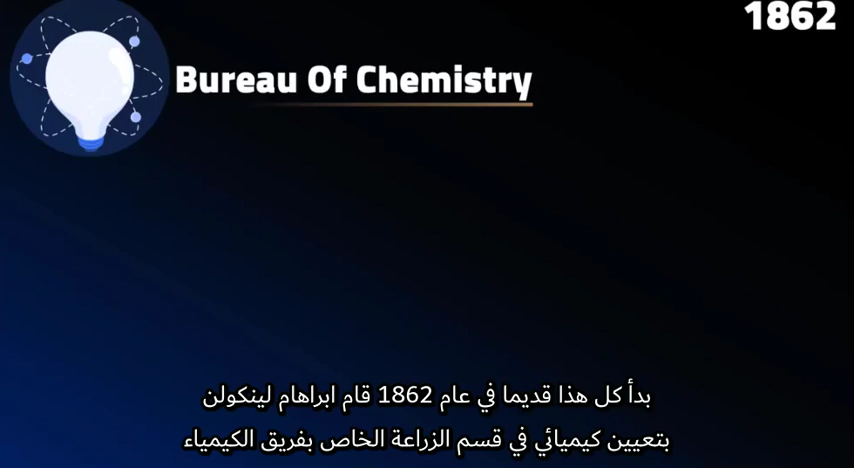 1862
Bureau Of Chemistry
بدأ كل هذا قديما في عام 1862 قام ابراهام لينكولن
بتعيين كيميائي في قسم الزراعة الخاص بفريق الكيمياء